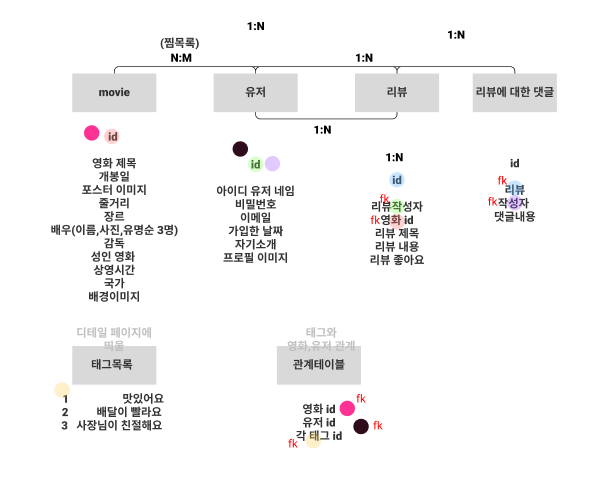 1:N
1:N
(찜목록)
N:M
1:N
movie
유저
리뷰
리뷰에 대한 댓글
1:N
id
영화 제목
개봉일
포스터 이미지
줄거리
장르
배우(이름,사진,유명순 3명)
감독
성인 영화
상영시간
국가
배경이미지
id
아이디 유저 네임
비밀번호
이메일
가입한 날짜
자기소개
프로필 이미지
1:N
id
fk
리뷰작성자
fk영화 id
리뷰 제목
리뷰 내용
리뷰 좋아요
id
fk
리뷰
fk작성자
댓글내용
디테일 페이지에
띄울
태그목록
1 맛있어요
2 배달이 빨라요
3 사장님이 친절해요
태그와
영화,유저 관계
관계테이블
fk
영화 id
유저 id fk
각 태그 id
fk